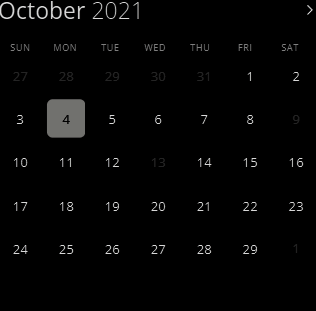 October 2021
SUN MON TUE WED THU FRI SAT
27 28 29 30 31 1 2
3 4 5 6 7 8 9
10 11 12 13 14 15 16
17 18 19 20 21 22 23
24 25 26 27 28 29 1